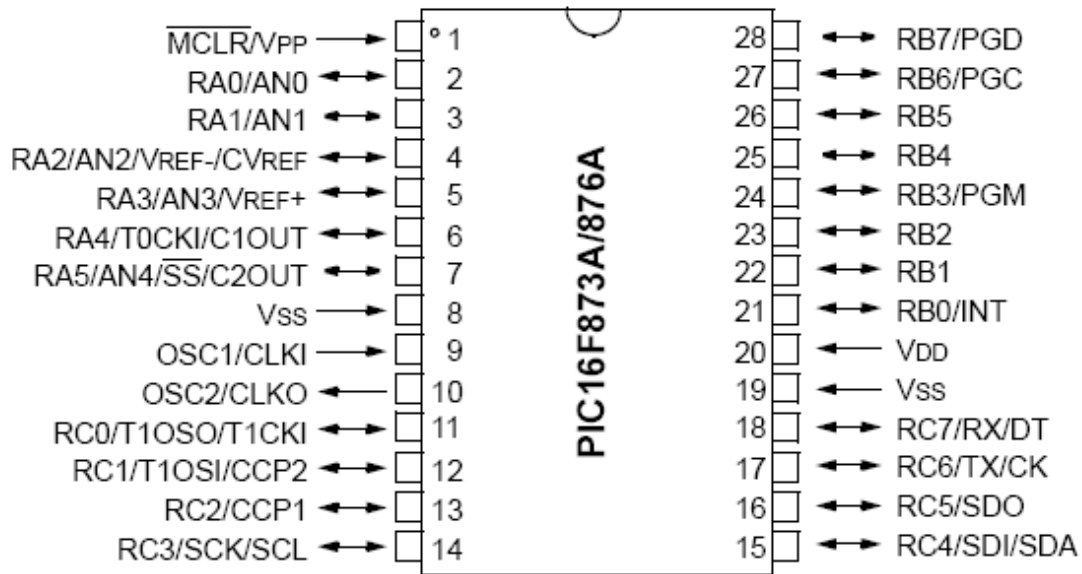 MCLR/VPP 1 28 RB7/PGD
RA0/AN0 2 27 RB6/PGC
RA1/AN1 3 26 RB5
RA2/AN2/VREF-/CVREF 4 25 RB4
RA3/AN3/VREF+ 5 24 RB3/PGM
RA4/T0CKI/C1OUT 6 23 RB2
RA5/AN4/SS/C2OUT 7 22 RB1
VSS 8 21 RB0/INT
OSC1/CLKI 9 20 VDD
OSC2/CLKO 10 19 VSS
RC0/T1OSO/T1CKI 11 18 RC7/RX/DT
RC1/T1OSI/CCP2 12 17 RC6/TX/CK
RC2/CCP1 13 16 RC5/SDO
RC3/SCK/SCL 14 15 RC4/SDI/SDA
PIC16F873A/876A